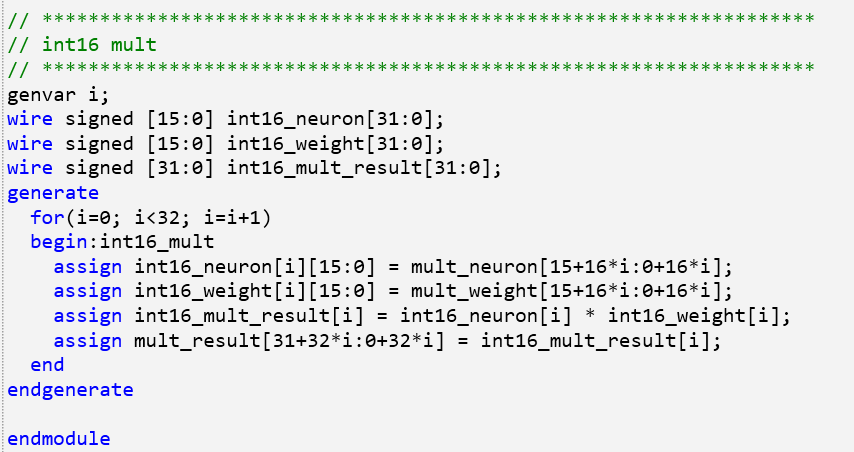 // *******************************************************************
// int16 mult
// *******************************************************************
genvar i;
wire signed [15:0] int16_neuron[31:0];
wire signed [15:0] int16_weight[31:0];
wire signed [31:0] int16_mult_result[31:0];
generate
  for(i=0; i<32; i=i+1)
  begin:int16_mult
    assign int16_neuron[i][15:0] = mult_neuron[15+16*i:0+16*i];
    assign int16_weight[i][15:0] = mult_weight[15+16*i:0+16*i];
    assign int16_mult_result[i] = int16_neuron[i] * int16_weight[i];
    assign mult_result[31+32*i:0+32*i] = int16_mult_result[i];
  end
endgenerate
endmodule